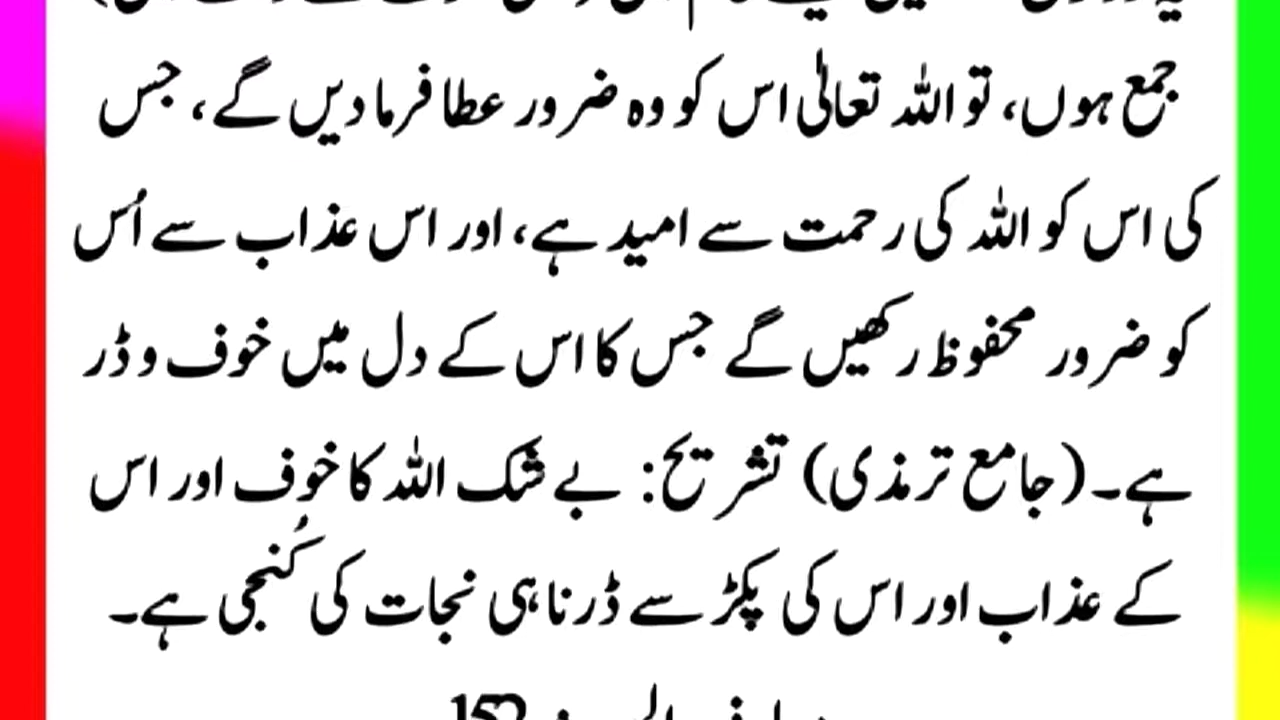 جمع ہوں، تو اللہ تعالٰی اس کو وہ ضرور عطا فرما دیں گے، جس
کی اس کو اللہ کی رحمت سے امید ہے، اور اس عذاب سے اُس
کو ضرور محفوظ رکھیں گے جس کا اس کے دل میں خوف و ڈر
ہے۔ (جامع ترمذی) تشریح: بے شک اللہ کا خوف اور اس
کے عذاب اور اس کی پکڑ سے ڈرنا ہی نجات کی کُنجی ہے۔
152